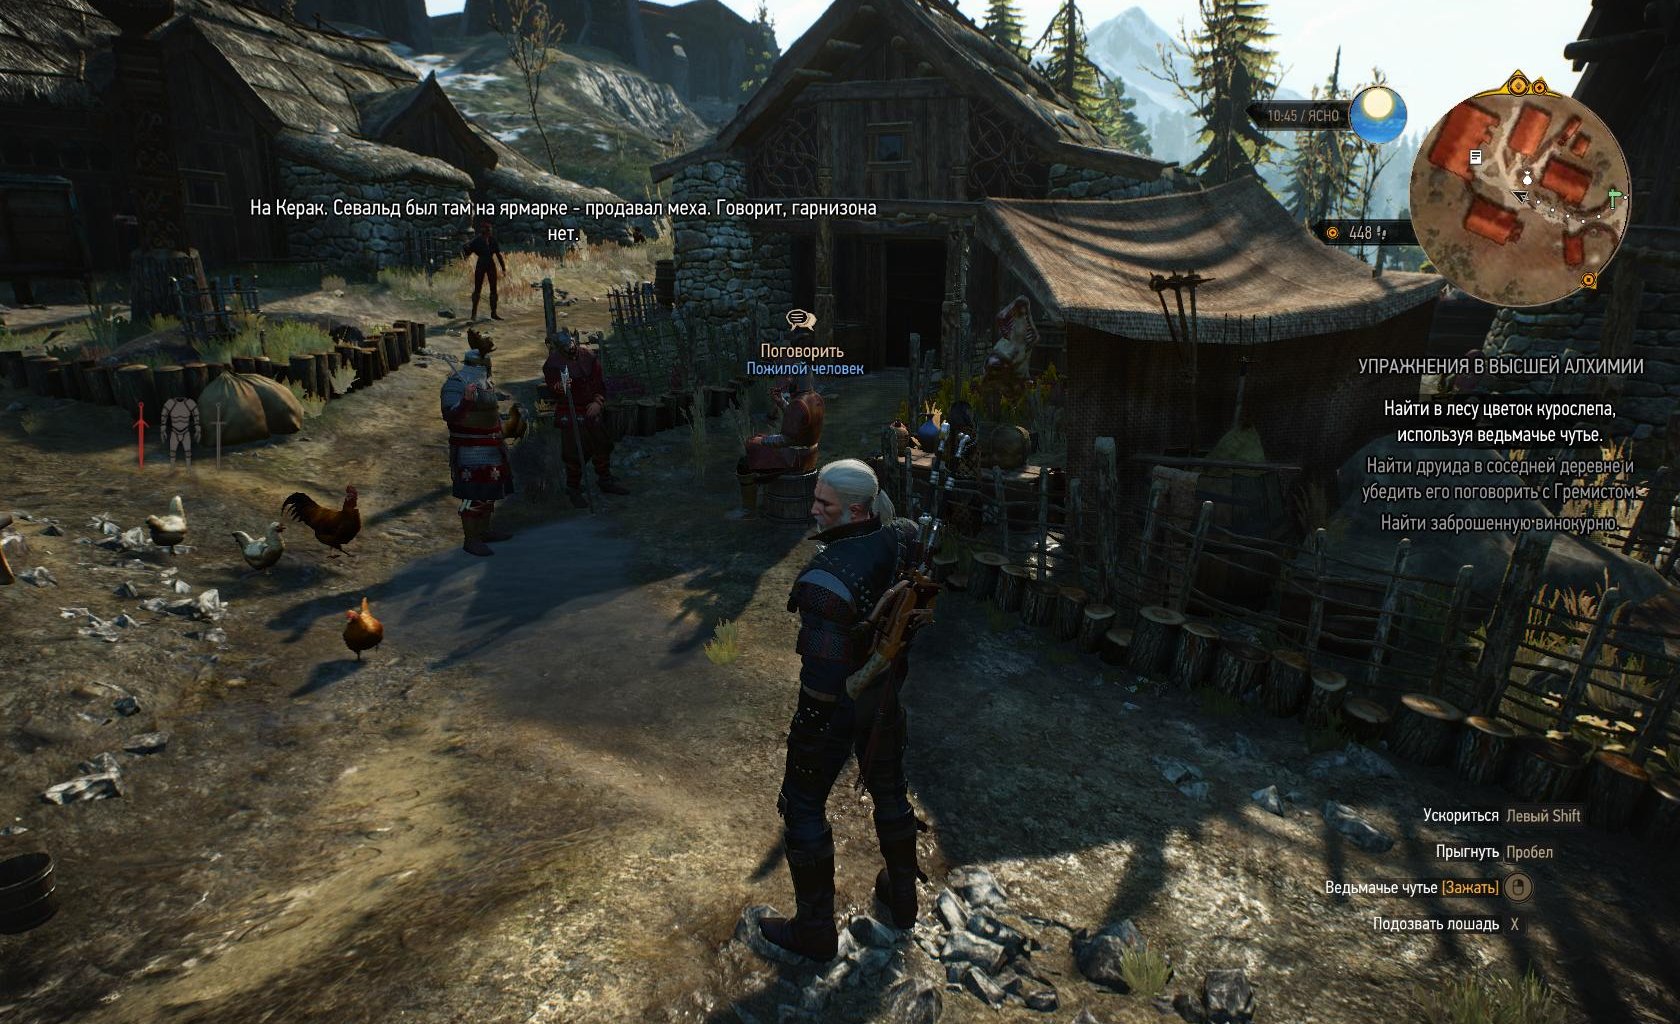 10:45 / ЯСНО
На Керак. Севальд был там на ярмарке - продавал меха. Говорит, гарнизона
нет.
448
Поговорить
Пожилой человек
УПРАЖНЕНИЯ В ВЫСШЕЙ АЛХИМИИ
Найти в лесу цветок курослепа,
используя ведьмачье чутье.
Найти друида в соседней деревне и
убедить его поговорить с Гремистом.
Найти заброшенную винокурню.
Ускориться Левый Shift
Прыгнуть Пробел
Ведьмачье чутье [Зажать]
Подозвать лошадь X